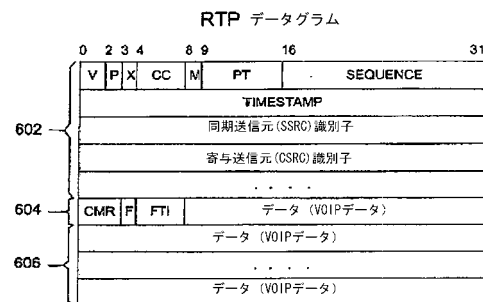 RTP データグラム
0 2 3 4 8 9 16 31
V P X CC M PT SEQUENCE
TIMESTAMP
602
同期送信元(SSRC)識別子
寄与送信元(CSRC)識別子
. . . .
604 CMR F FTI データ (VOIPデータ)
データ (VOIPデータ)
606
. . . .
データ (VOIPデータ)